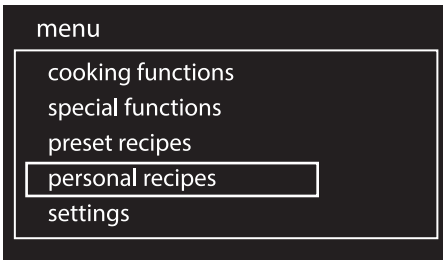 menu
cooking functions
special functions
preset recipes
personal recipes
settings